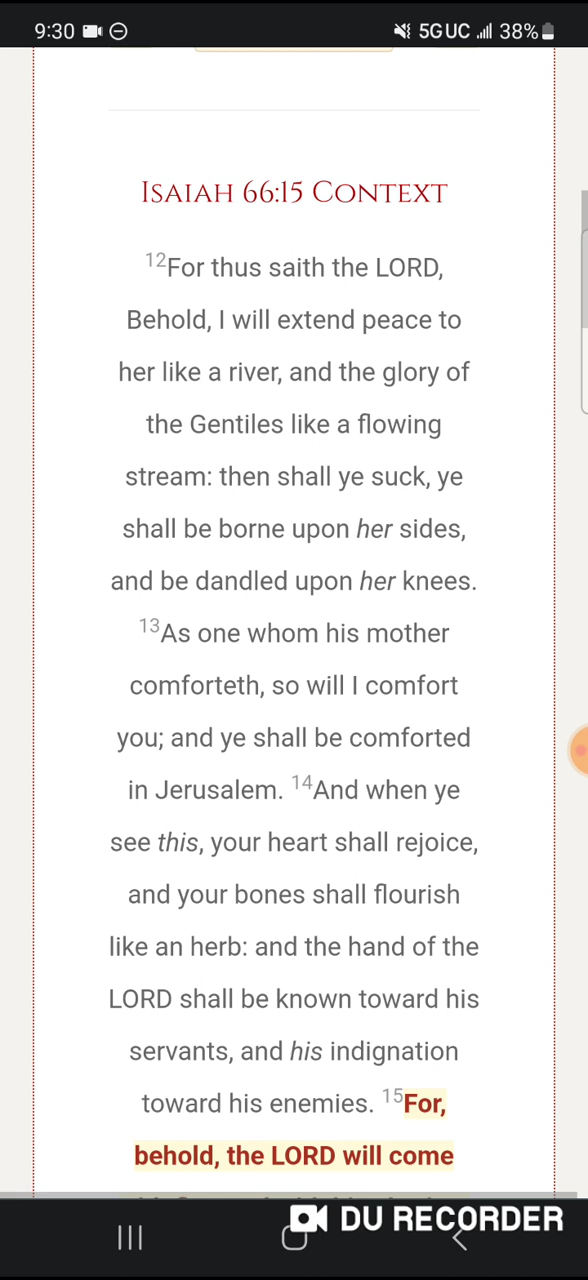 9:30 5G UC 38%
ISAIAH 66:15 CONTEXT
12For thus saith the LORD,
Behold, I will extend peace to
her like a river, and the glory of
the Gentiles like a flowing
stream: then shall ye suck, ye
shall be borne upon her sides,
and be dandled upon her knees.
13As one whom his mother
comforteth, so will I comfort
you; and ye shall be comforted
in Jerusalem. 14And when ye
see this, your heart shall rejoice,
and your bones shall flourish
like an herb: and the hand of the
LORD shall be known toward his
servants, and his indignation
toward his enemies. 15For,
behold, the LORD will come
DU RECORDER